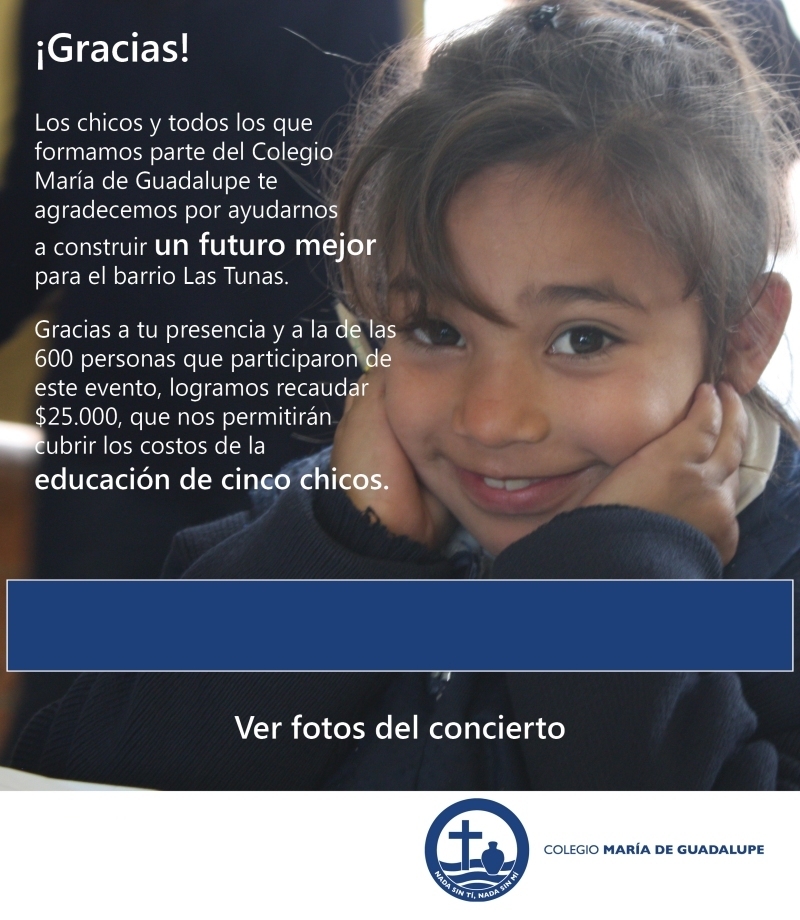 ¡Gracias!
Los chicos y todos los que
formamos parte del Colegio
María de Guadalupe te
agradecemos por ayudarnos
a construir un futuro mejor
para el barrio Las Tunas.
Gracias a tu presencia y a la de las
600 personas que participaron de
este evento, logramos recaudar
$25.000, que nos permitirán
cubrir los costos de la
educación de cinco chicos.
Ver fotos del concierto
NADA SIN TÍ, NADA SIN MÍ
COLEGIO MARÍA DE GUADALUPE